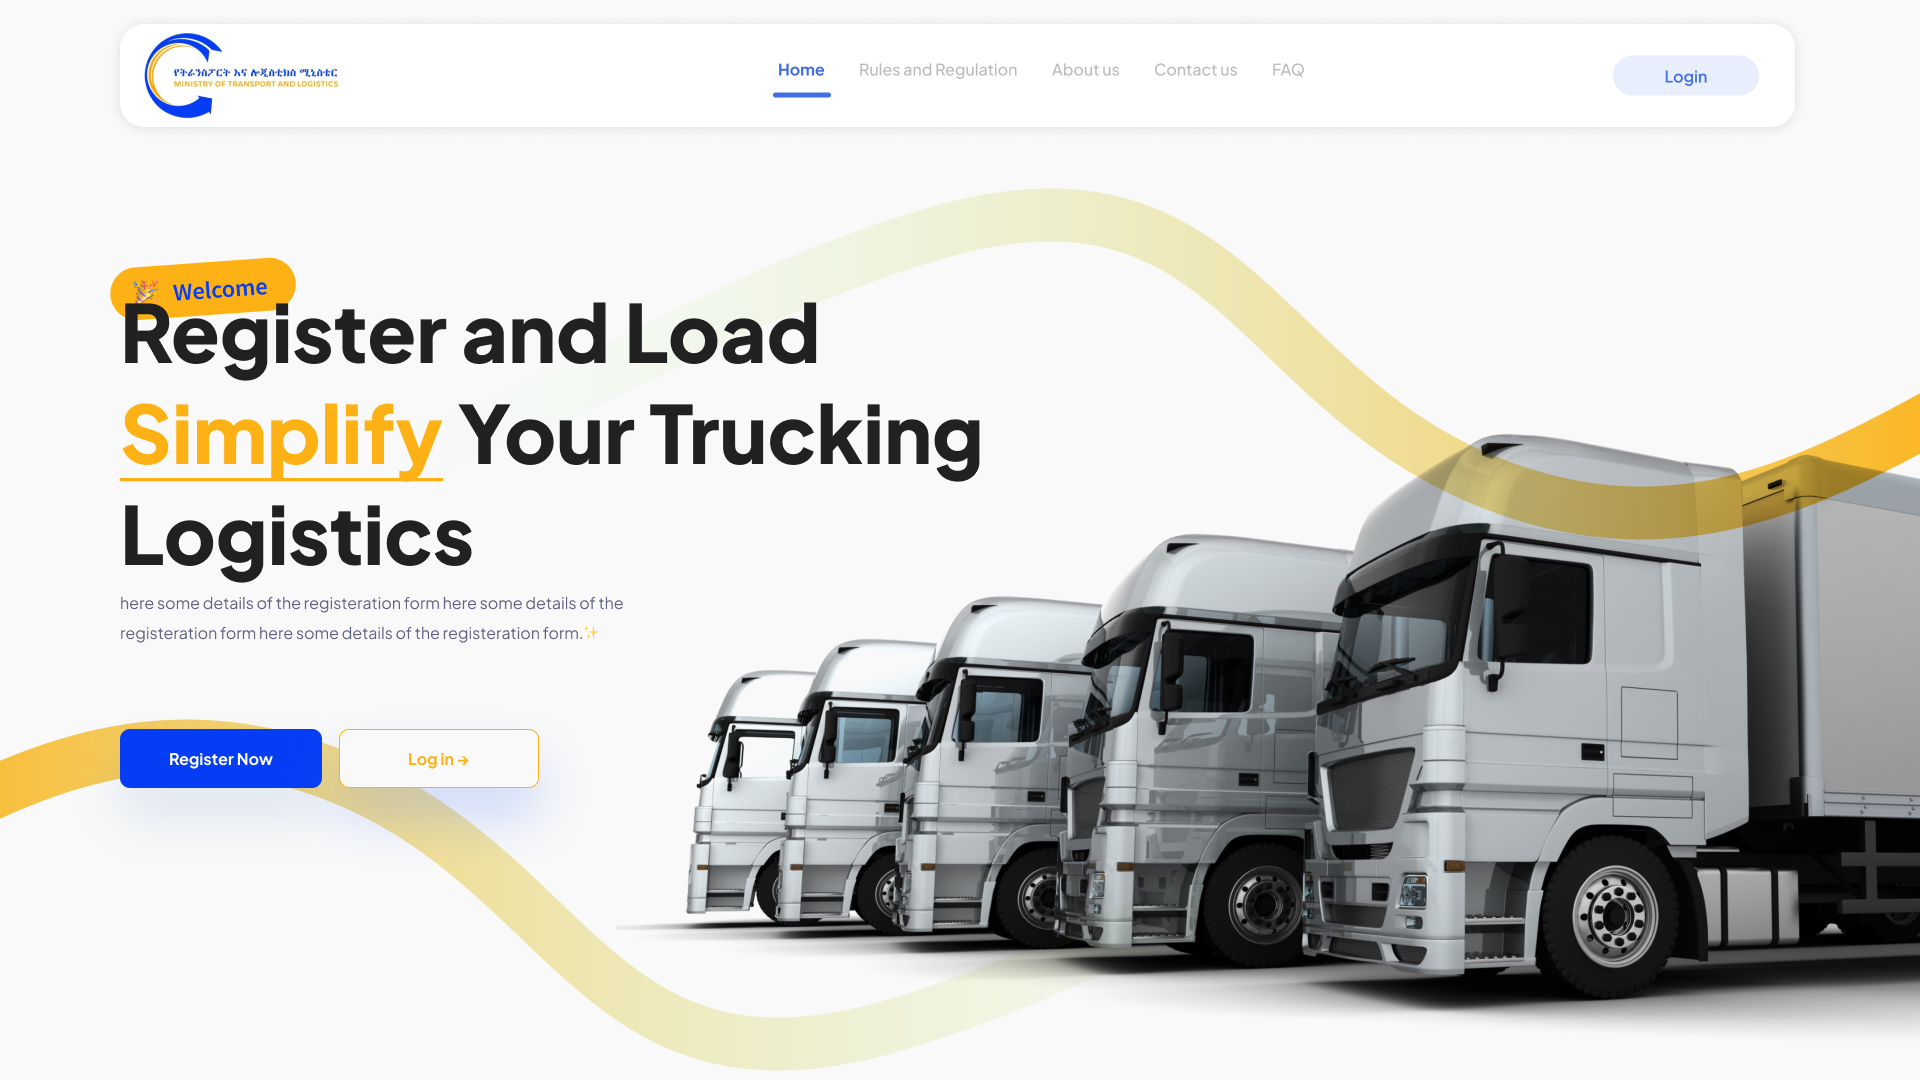 የትራንስፖርት እና ሎጂስቲክስ ሚኒስቴር
MINISTRY OF TRANSPORT AND LOGISTICS
Home
Rules and Regulation
About us
Contact us
FAQ
Login
🎉 Welcome
Register and Load
Simplify Your Trucking
Logistics
here some details of the registeration form here some details of the
registeration form here some details of the registeration form.✨
Register Now
Log in →